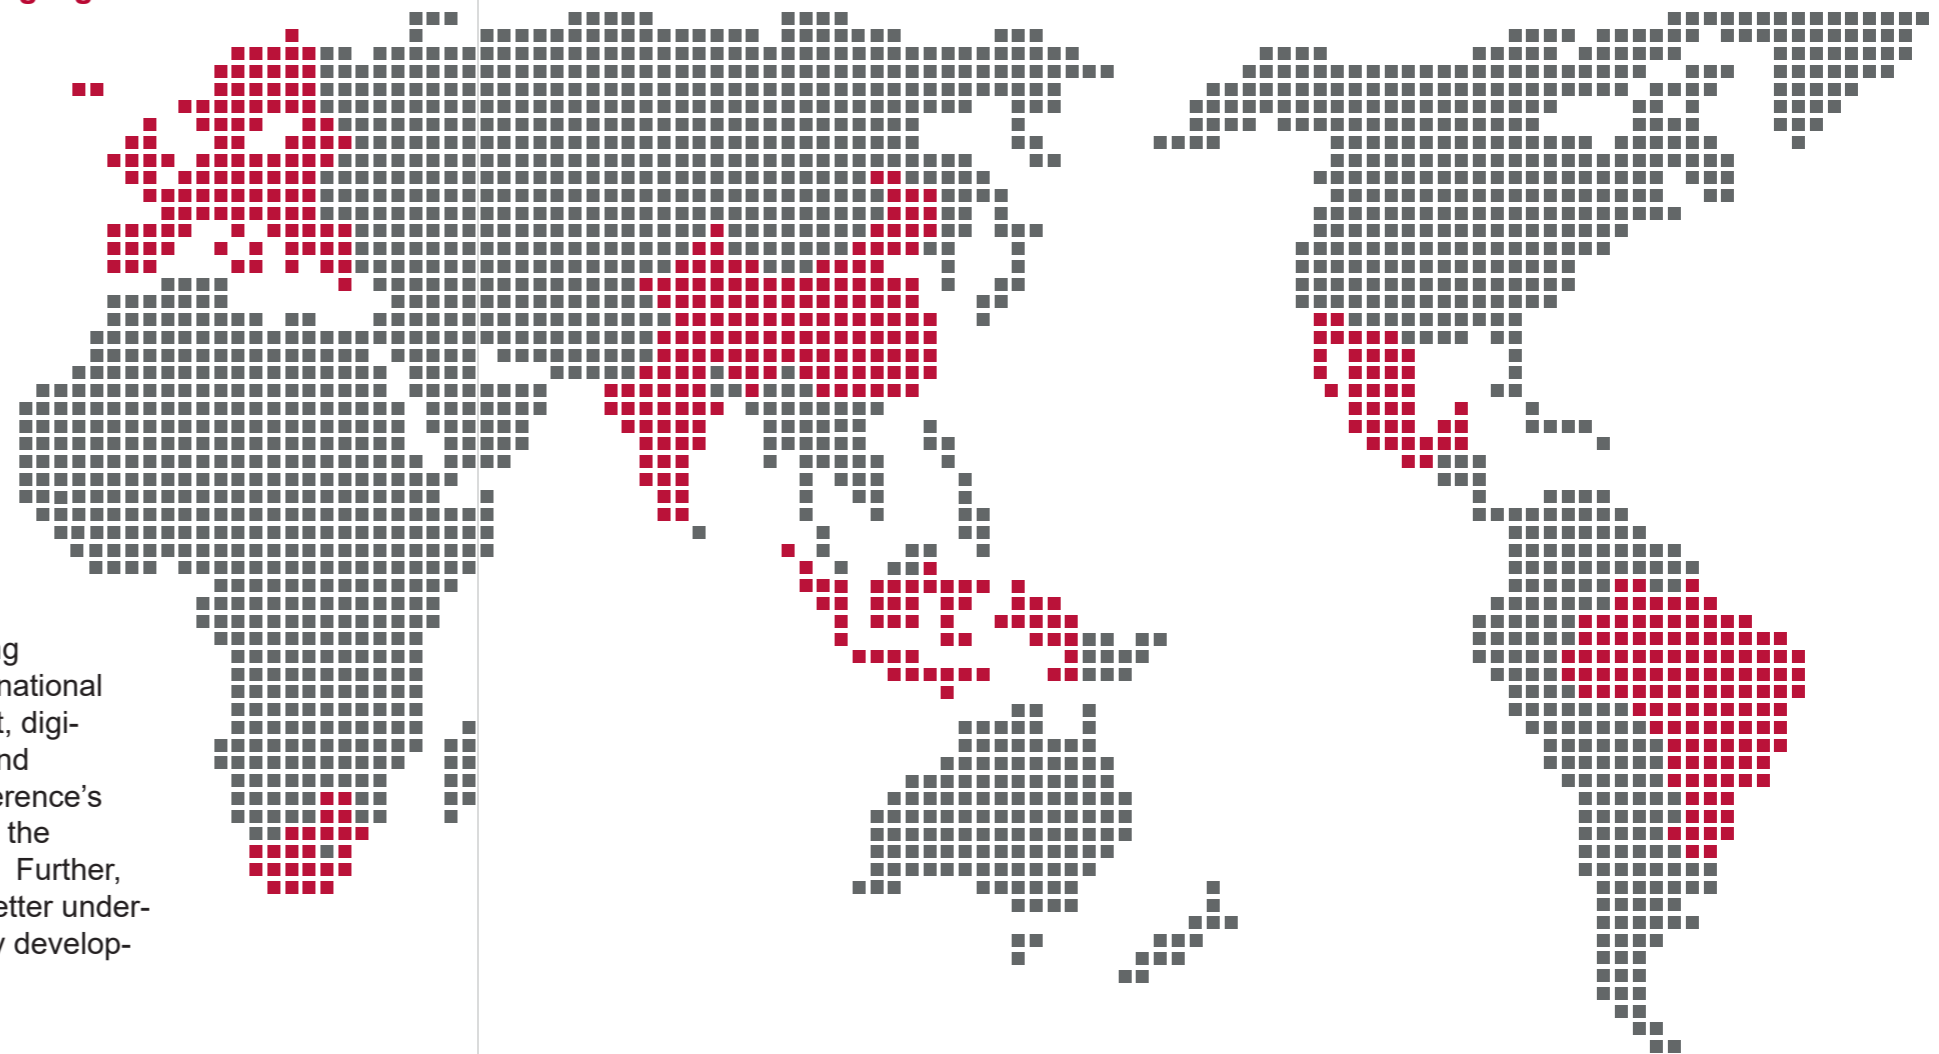 g
national
t, digi-
nd
erence's
the
Further,
etter under-
develop-